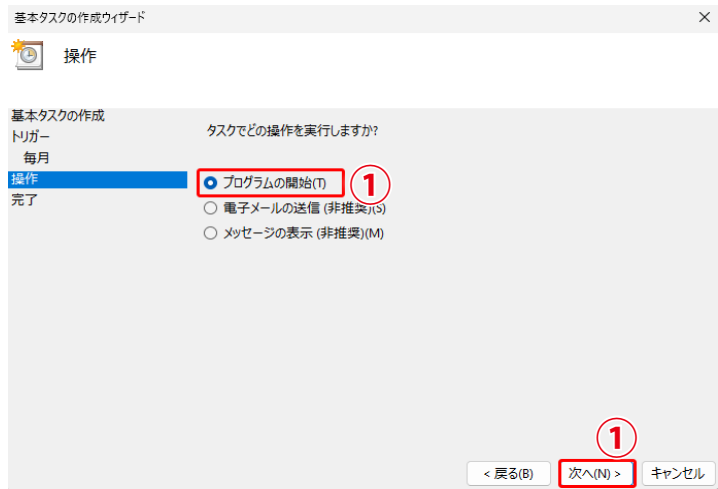 基本タスクの作成ウィザード
操作
基本タスクの作成
トリガー
毎月
操作
完了
タスクでどの操作を実行しますか?
プログラムの開始(T)
①
電子メールの送信 (非推奨)(S)
メッセージの表示 (非推奨)(M)
①
< 戻る(B)
次へ(N) >
キャンセル